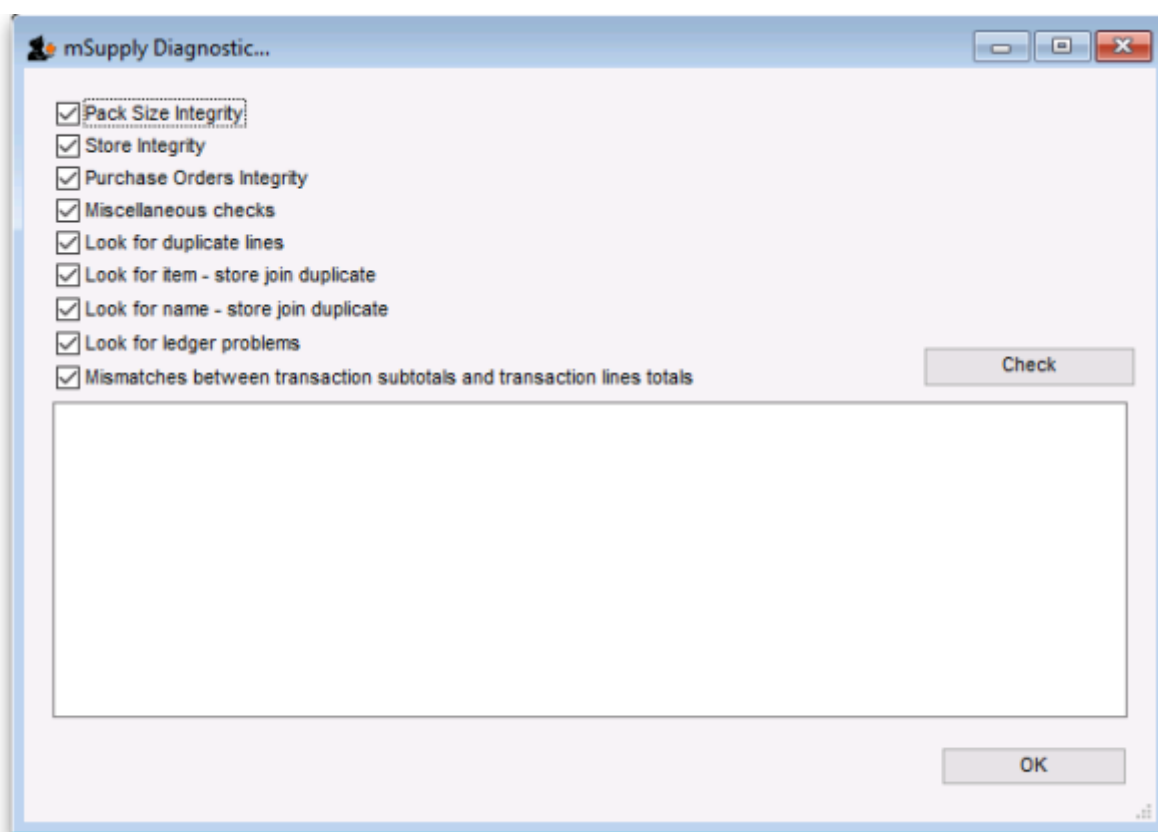 mSupply Diagnostic...
Pack Size Integrity
Store Integrity
Purchase Orders Integrity
Miscellaneous checks
Look for duplicate lines
Look for item - store join duplicate
Look for name - store join duplicate
Look for ledger problems
Mismatches between transaction subtotals and transaction lines totals
Check
OK